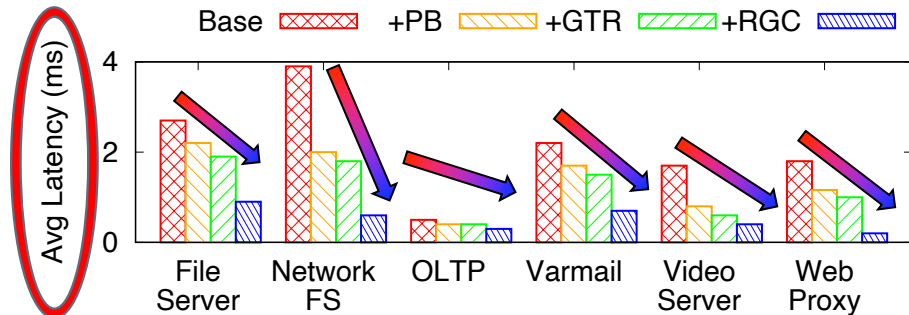 Base +PB +GTR +RGC
Avg Latency (ms)
4
2
0
File Server
Network FS
OLTP
Varmail
Video Server
Web Proxy